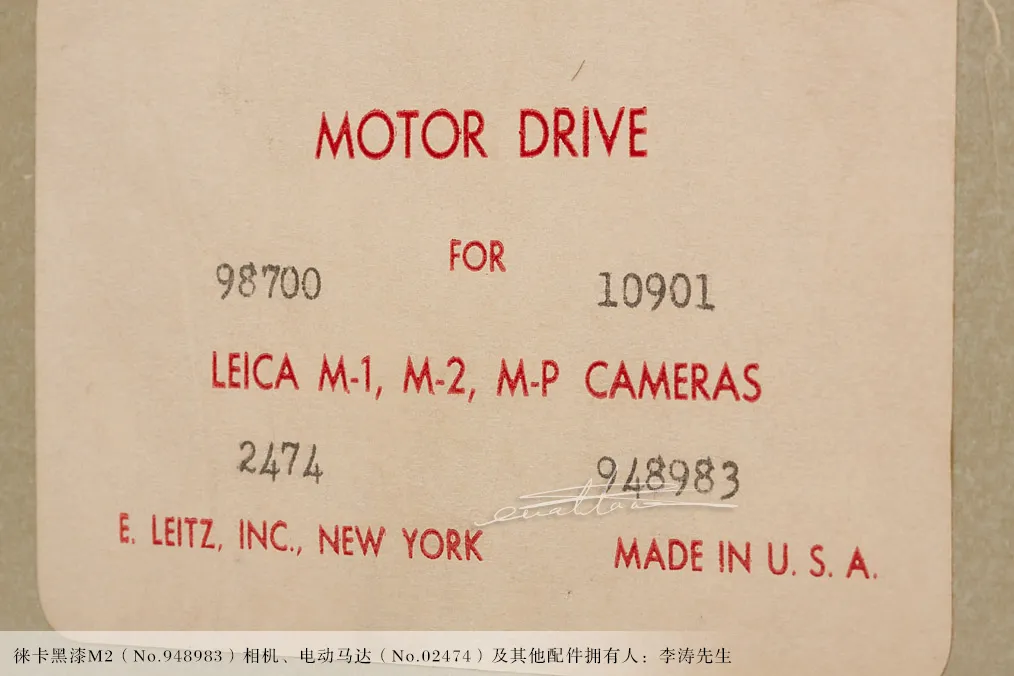 MOTOR DRIVE
FOR
98700 10901
LEICA M-1, M-2, M-P CAMERAS
2474 948983
E. LEITZ, INC., NEW YORK MADE IN U. S. A.
徕卡黑漆M2（No.948983）相机、电动马达（No.02474）及其他配件拥有人：李涛先生